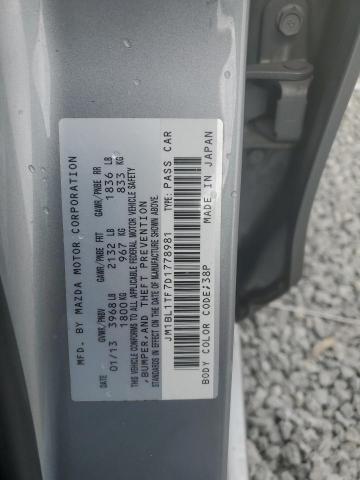 MFD. BY MAZDA MOTOR CORPORATION
DATE GVWR/PNBV GAWR/PNBE FRT GAWR/PNBE RR
01/13 3968 LB 2132 LB 1836 LB
1800 KG 967 KG 833 KG
THIS VEHICLE CONFORMS TO ALL APPLICABLE FEDERAL MOTOR VEHICLE SAFETY
,BUMPER,AND THEFT PREVENTION
STANDARDS IN EFFECT ON THE DATE OF MANUFACTURE SHOWN ABOVE.
JM1BL1TF7D1778981 TYPE: PASS CAR
BODY COLOR CODE;38P MADE IN JAPAN